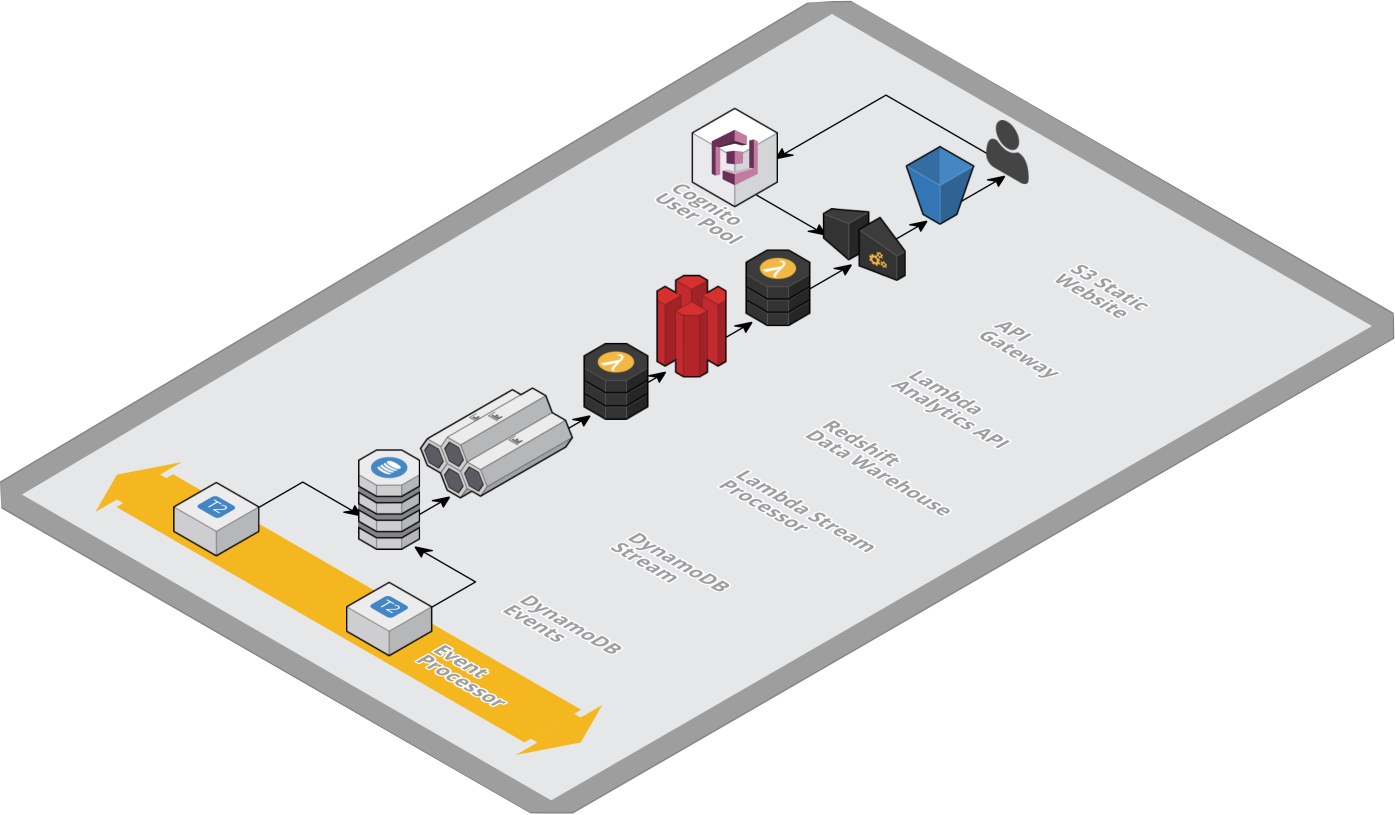 Cognito
User Pool
S3 Static
Website
API
Gateway
Lambda
Analytics API
Redshift
Data Warehouse
Lambda Stream
Processor
DynamoDB
Stream
DynamoDB
Events
Event
Processor
T2
T2
λ
λ